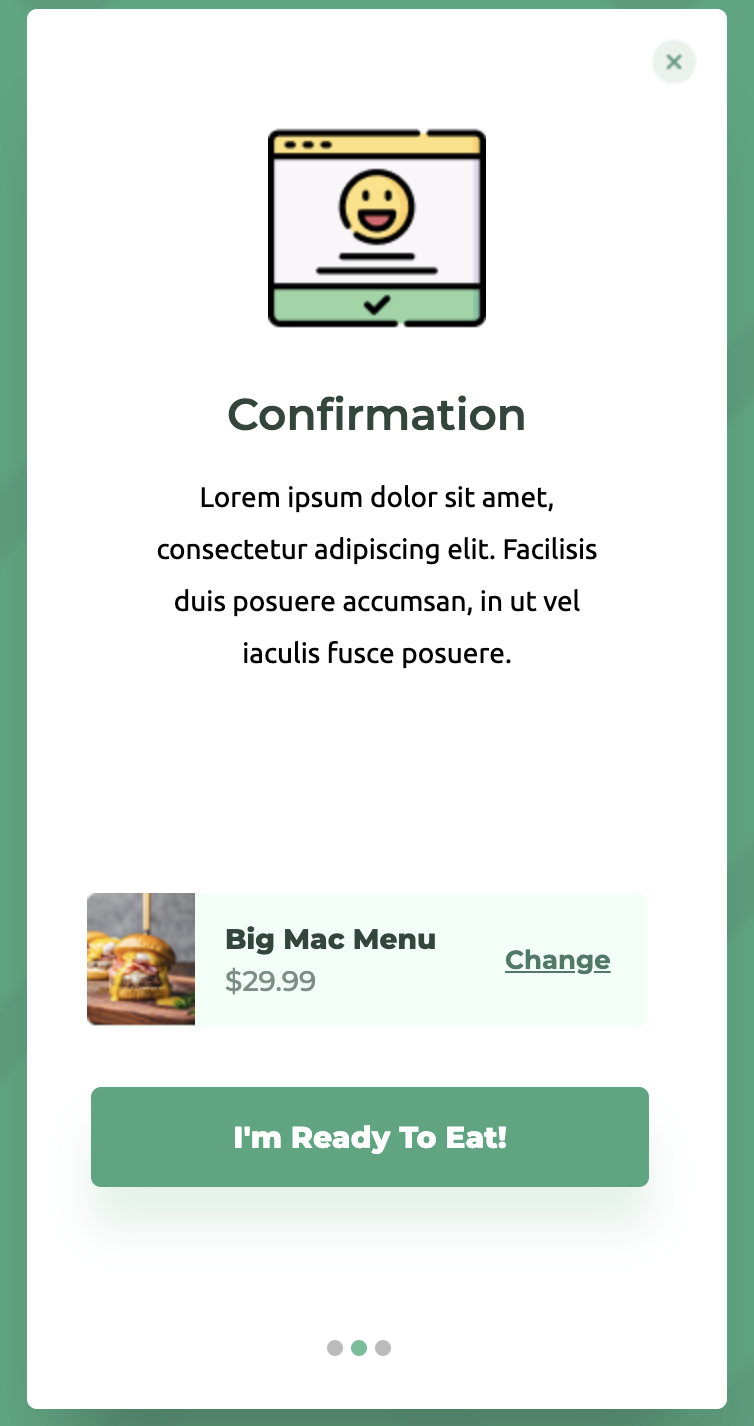 Confirmation
Lorem ipsum dolor sit amet,
consectetur adipiscing elit. Facilisis
duis posuere accumsan, in ut vel
iaculis fusce posuere.
Big Mac Menu
$29.99
Change
I'm Ready To Eat!